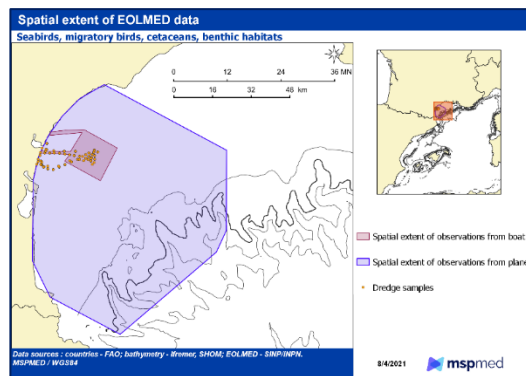 Spatial extent of EOLMED data
Seabirds, migratory birds, cetaceans, benthic habitats
0 12 24 36 MN
0 16 32 48 km
Spatial extent of observations from boat
Spatial extent of observations from plane
Dredge samples
Data sources : countries - FAO; bathymetry - Ifremer, SHOM; EOLMED - SINP/INPN.
MSPMED / WGS84
8/4/2021
mspmed